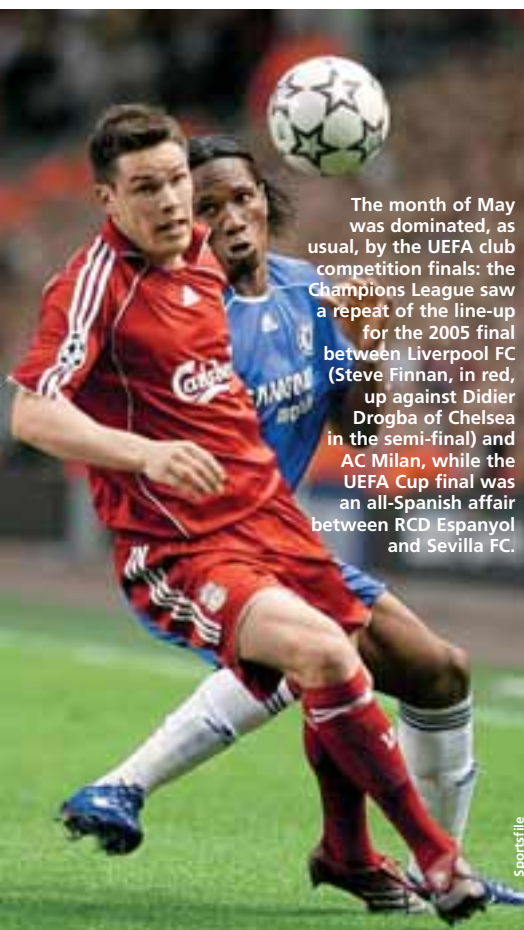 The month of May
was dominated, as
usual, by the UEFA club
competition finals: the
Champions League saw
a repeat of the line-up
for the 2005 final
between Liverpool FC
(Steve Finnan, in red,
up against Didier
Drogba of Chelsea
in the semi-final) and
AC Milan, while the
UEFA Cup final was
an all-Spanish affair
between RCD Espanyol
and Sevilla FC.
Carlsberg
Sportsfile